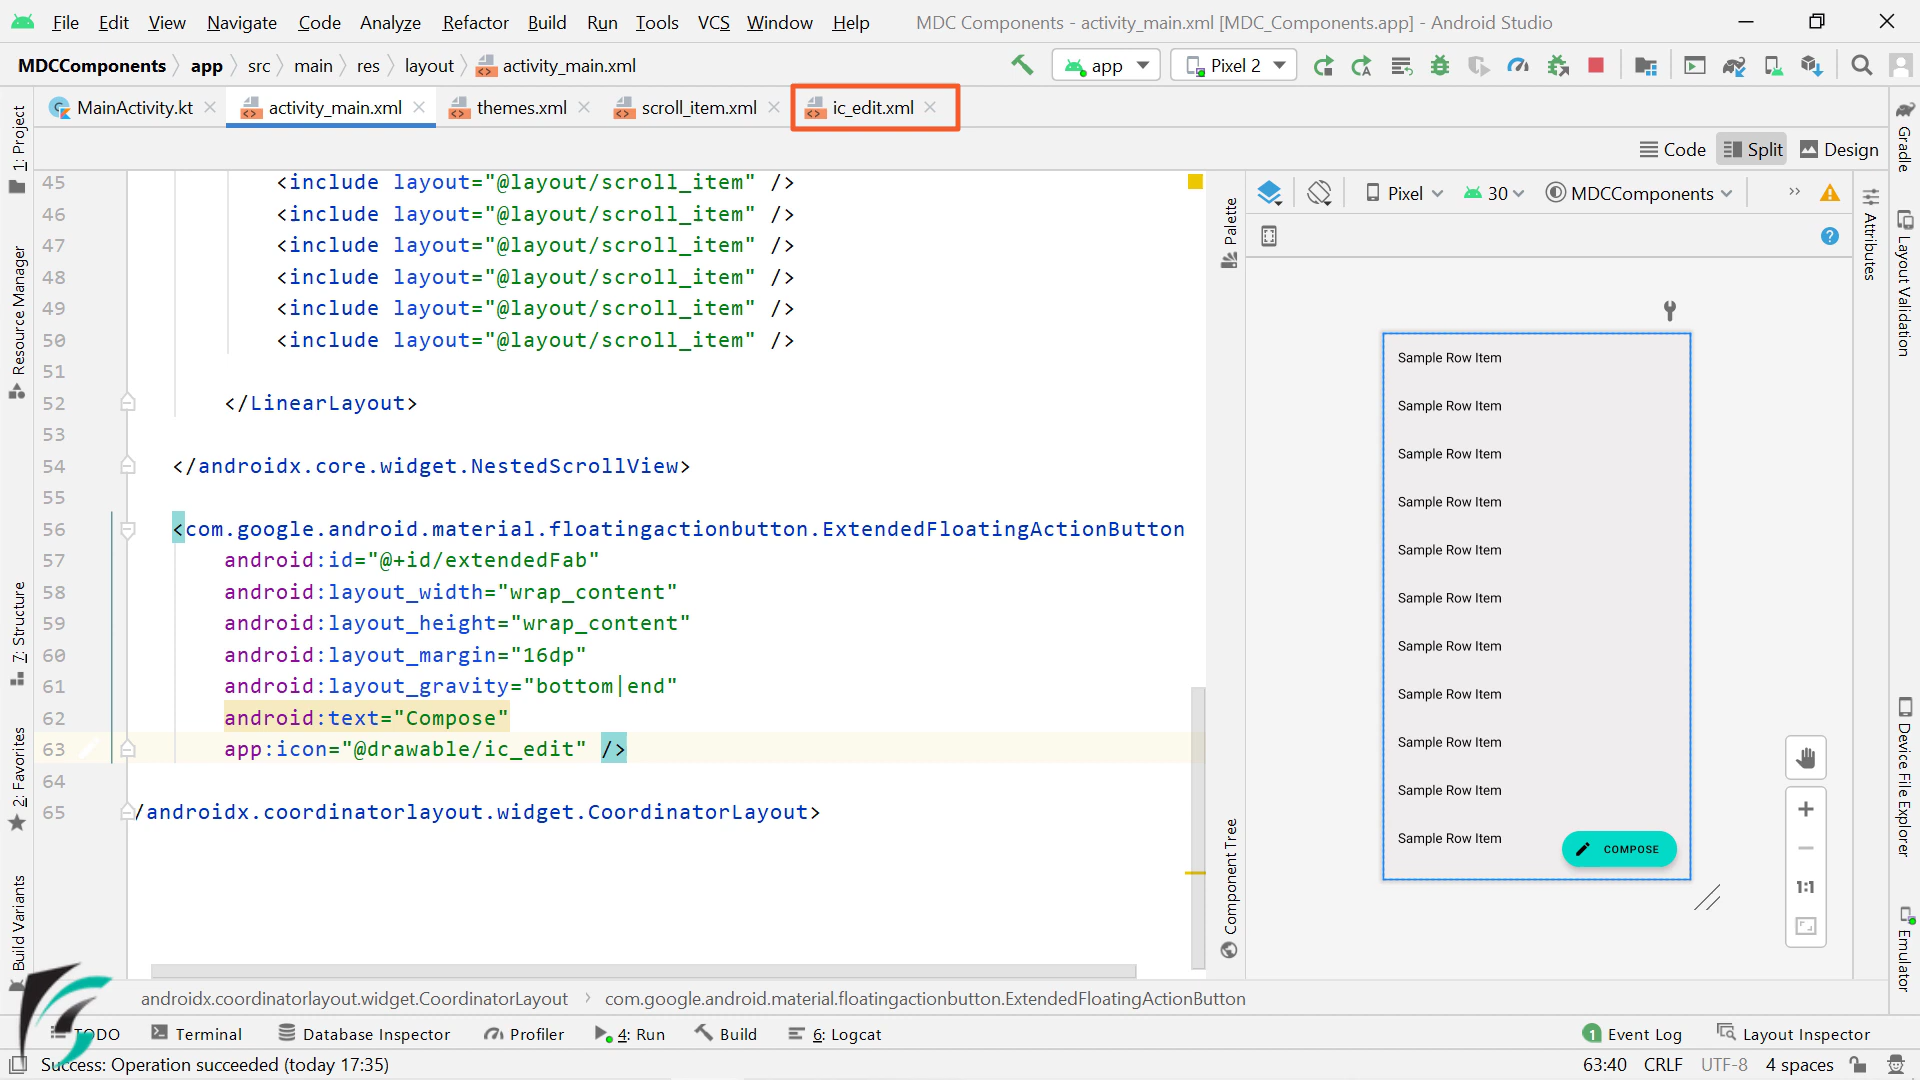 File Edit View Navigate Code Analyze Refactor Build Run Tools VCS Window Help MDC Components - activity_main.xml [MDC_Components.app] - Android Studio
MDCComponents app src main res layout activity_main.xml app Pixel 2
MainActivity.kt activity_main.xml themes.xml scroll_item.xml ic_edit.xml
Code Split Design
Pixel 30 MDCComponents
45 <include layout="@layout/scroll_item" />
46 <include layout="@layout/scroll_item" />
47 <include layout="@layout/scroll_item" />
48 <include layout="@layout/scroll_item" />
49 <include layout="@layout/scroll_item" />
50 <include layout="@layout/scroll_item" />
51
52 </LinearLayout>
53
54 </androidx.core.widget.NestedScrollView>
55
56 <com.google.android.material.floatingactionbutton.ExtendedFloatingActionButton
57 android:id="@+id/extendedFab"
58 android:layout_width="wrap_content"
59 android:layout_height="wrap_content"
60 android:layout_margin="16dp"
61 android:layout_gravity="bottom|end"
62 android:text="Compose"
63 app:icon="@drawable/ic_edit" />
64
65 /androidx.coordinatorlayout.widget.CoordinatorLayout>
1: Project
Resource Manager
7: Structure
2: Favorites
Build Variants
Palette
Component Tree
Sample Row Item
Sample Row Item
Sample Row Item
Sample Row Item
Sample Row Item
Sample Row Item
Sample Row Item
Sample Row Item
Sample Row Item
Sample Row Item
Sample Row Item
COMPOSE
1:1
Attributes
Gradle
Layout Validation
Device File Explorer
Emulator
androidx.coordinatorlayout.widget.CoordinatorLayout com.google.android.material.floatingactionbutton.ExtendedFloatingActionButton
TODO Terminal Database Inspector Profiler 4: Run Build 6: Logcat 1 Event Log Layout Inspector
Success: Operation succeeded (today 17:35) 63:40 CRLF UTF-8 4 spaces